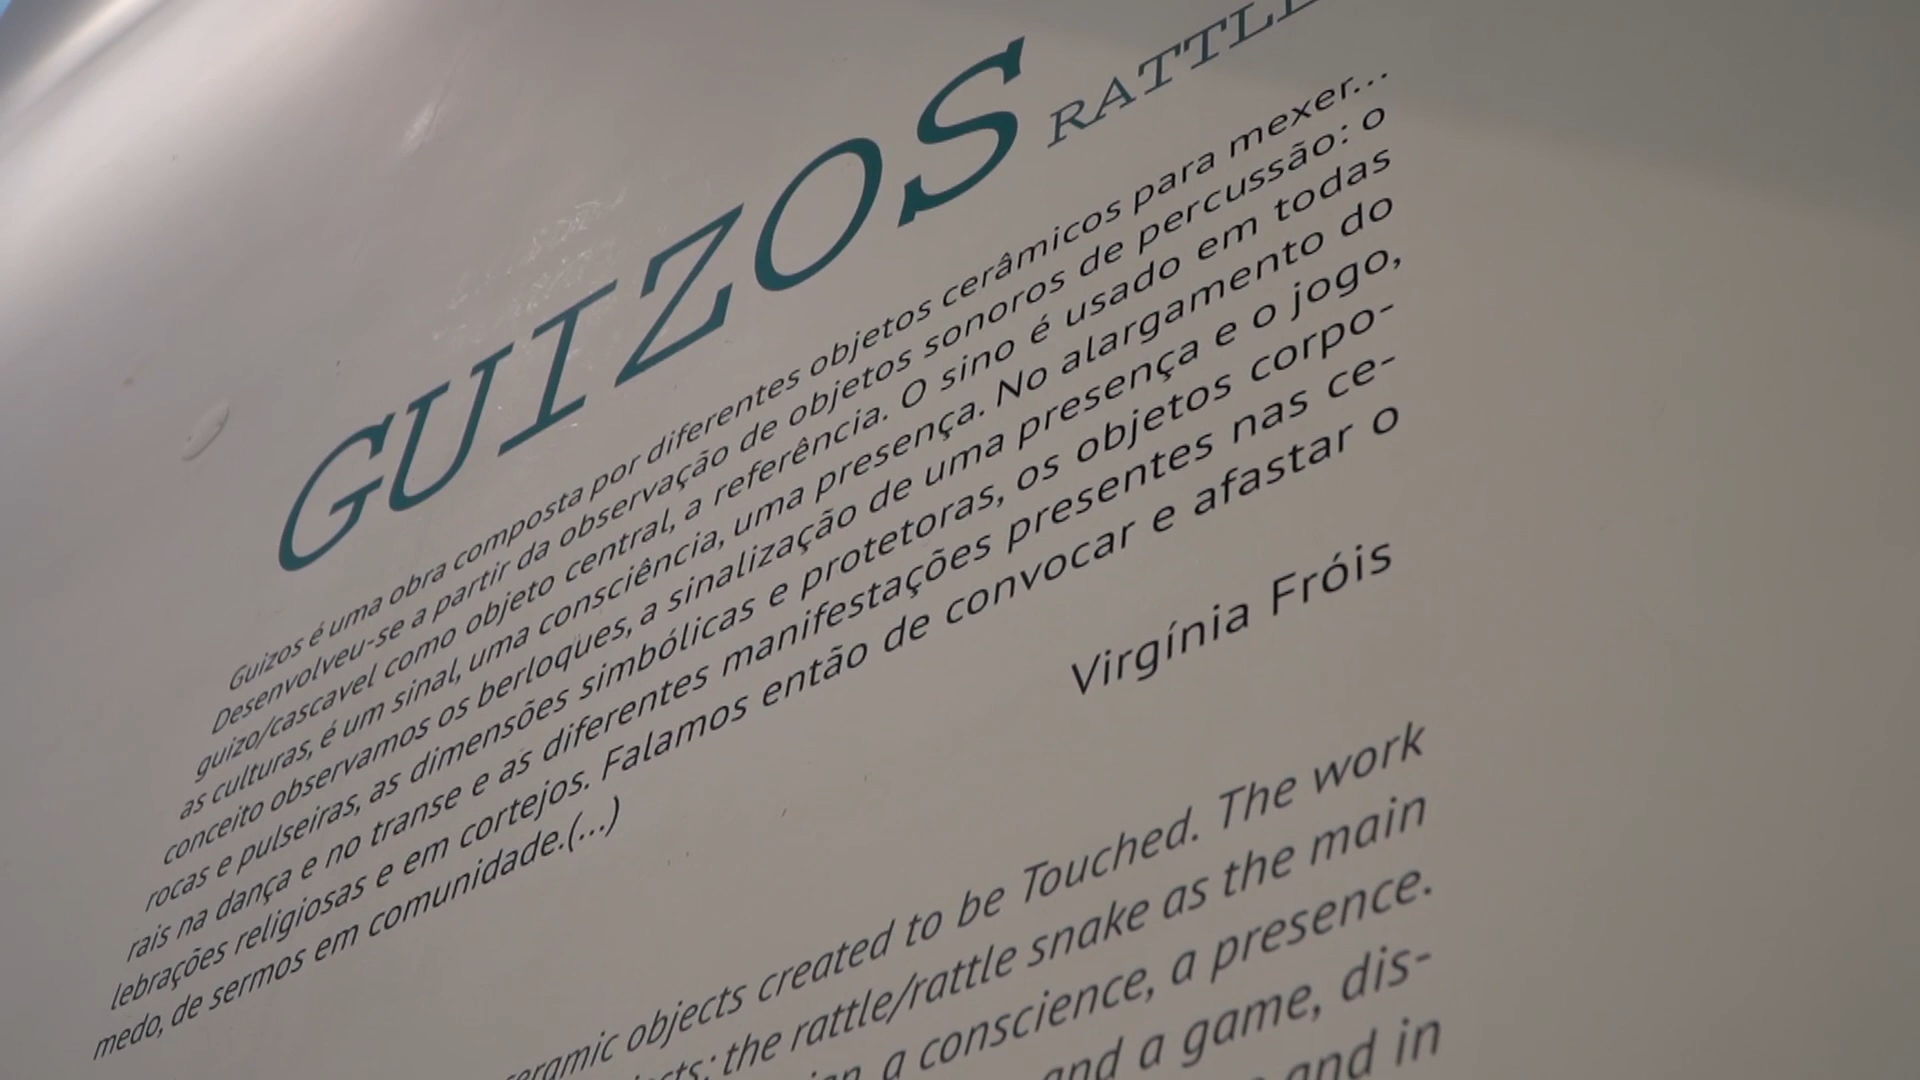 GUIZOS
Guizos é uma obra composta por diferentes objetos cerâmicos para mexer...
Desenvolveu-se a partir da observação de objetos sonoros de percussão: o
guizo/cascavel como objeto central, a referência. O sino é usado em todas
as culturas, é um sinal, uma consciência, uma presença. No alargamento do
conceito observamos os berloques, a sinalização de uma presença e o jogo,
rocas e pulseiras, as dimensões simbólicas e protetoras, os objetos corpo-
rais na dança e no transe e as diferentes manifestações presentes nas ce-
lebrações religiosas e em cortejos. Falamos então de convocar e afastar o
medo, de sermos em comunidade.(...)
Virgínia Fróis
objects created to be Touched. The work
the rattle/rattle snake as the main
a conscience, a presence.
and a game, dis-
and in